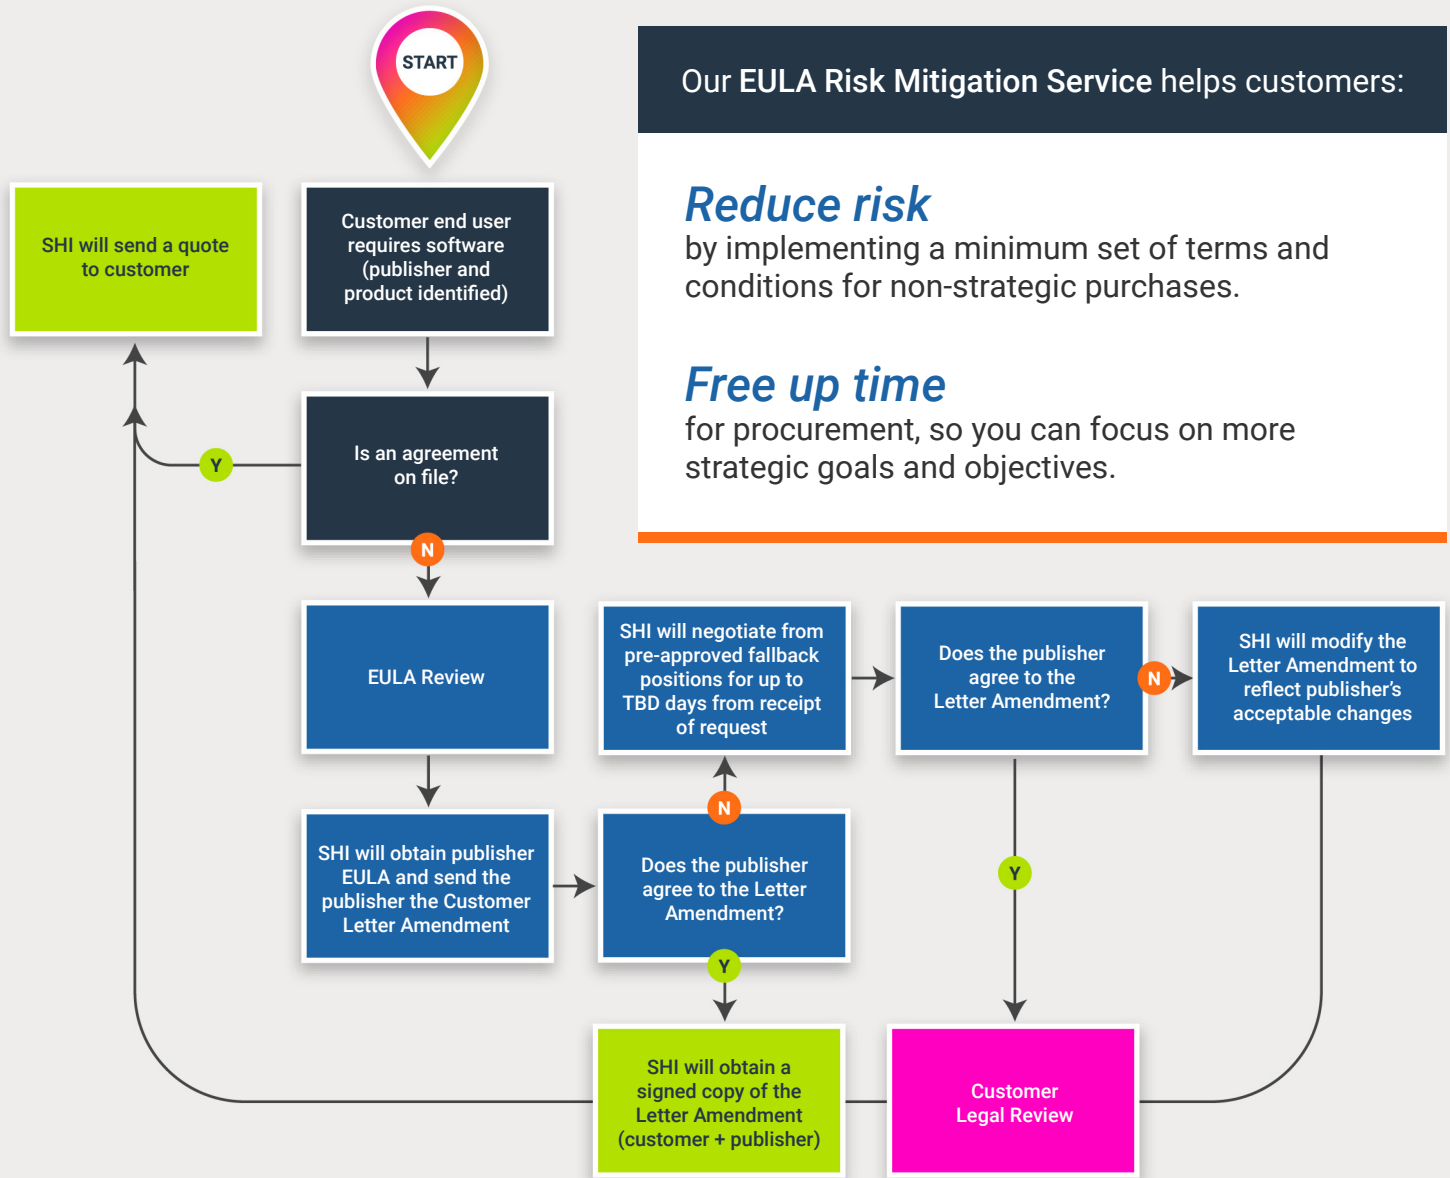 START
Our EULA Risk Mitigation Service helps customers:
Reduce risk
by implementing a minimum set of terms and
conditions for non-strategic purchases.
Free up time
for procurement, so you can focus on more
strategic goals and objectives.
SHI will send a quote
to customer
Customer end user
requires software
(publisher and
product identified)
Is an agreement
on file?
Y
N
EULA Review
SHI will obtain publisher
EULA and send the
publisher the Customer
Letter Amendment
Does the publisher
agree to the Letter
Amendment?
N
SHI will negotiate from
pre-approved fallback
positions for up to
TBD days from receipt
of request
Does the publisher
agree to the
Letter Amendment?
N
SHI will modify the
Letter Amendment to
reflect publisher’s
acceptable changes
Y
Y
SHI will obtain a
signed copy of the
Letter Amendment
(customer + publisher)
Customer
Legal Review